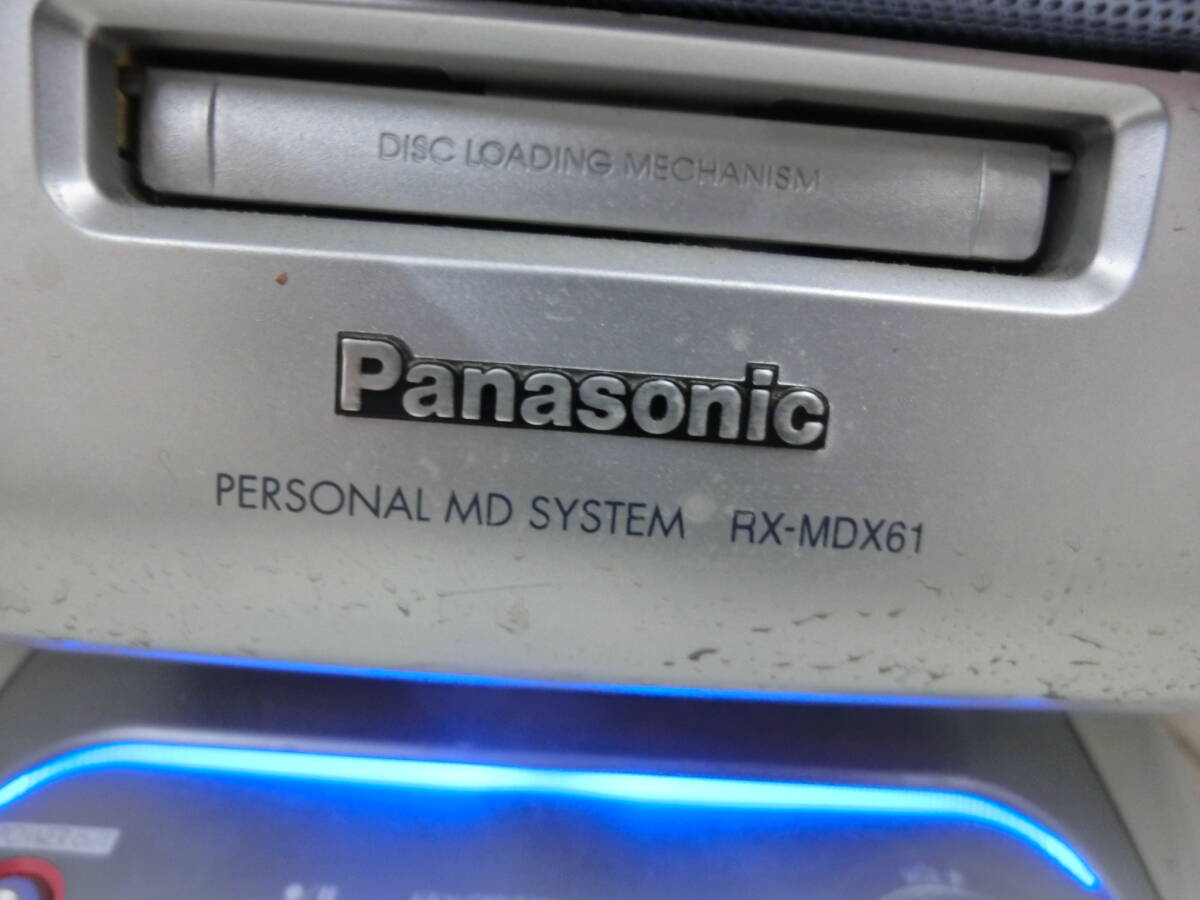 DISC LOADING MECHANISM
Panasonic
PERSONAL MD SYSTEM RX-MDX61